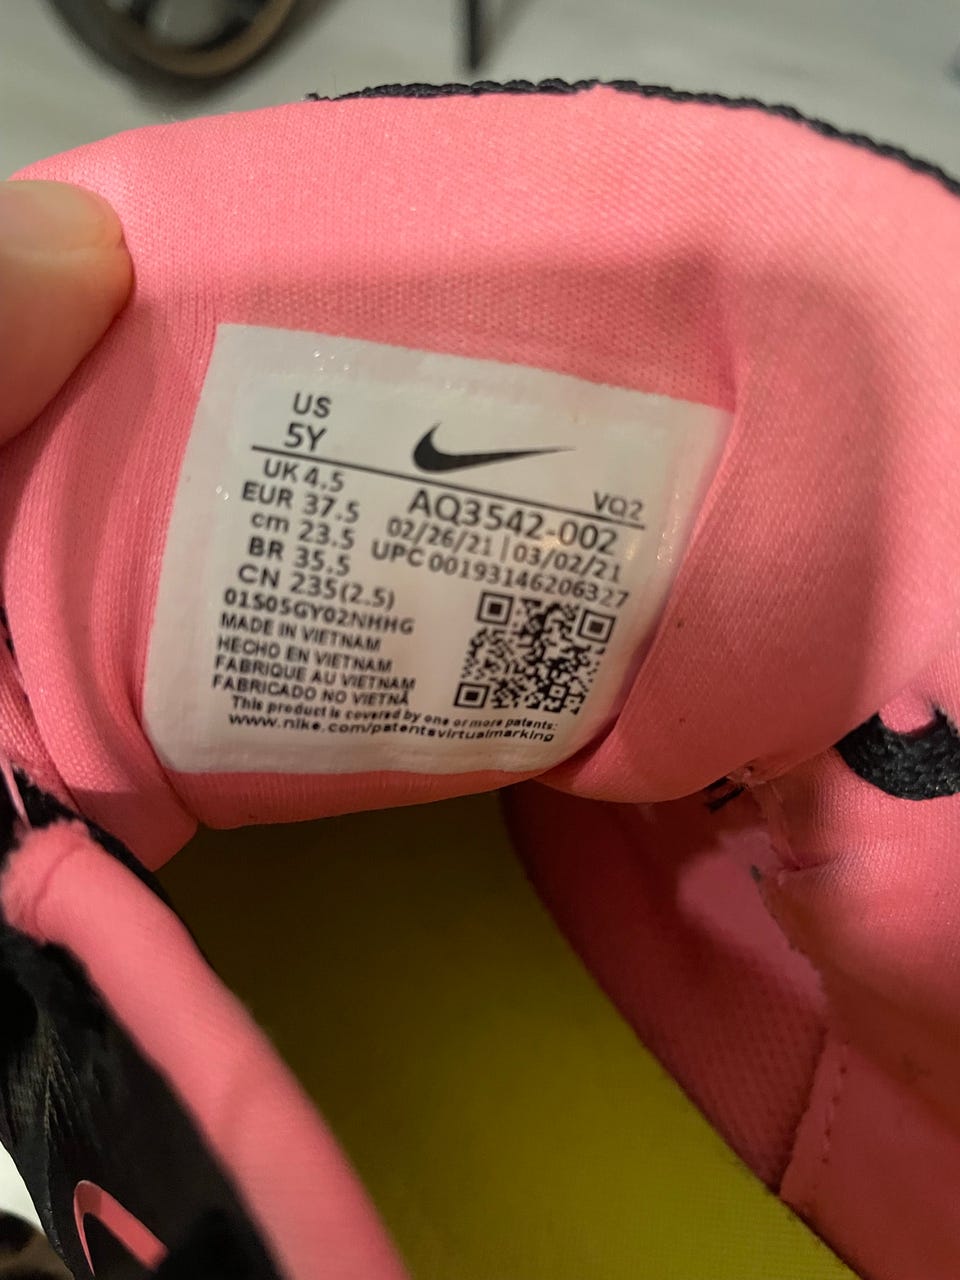 US
5Y
UK 4.5
EUR 37.5
cm 23.5
BR 35.5
CN 235(2.5)
VQ2
AQ3542-002
02/26/21 | 03/02/21
UPC 00193146206327
01S05GY02NHHG
MADE IN VIETNAM
HECHO EN VIETNAM
FABRIQUE AU VIETNAM
FABRICADO NO VIETNÃ
This product is covered by one or more patents:
www.nike.com/patentsvirtualmarking